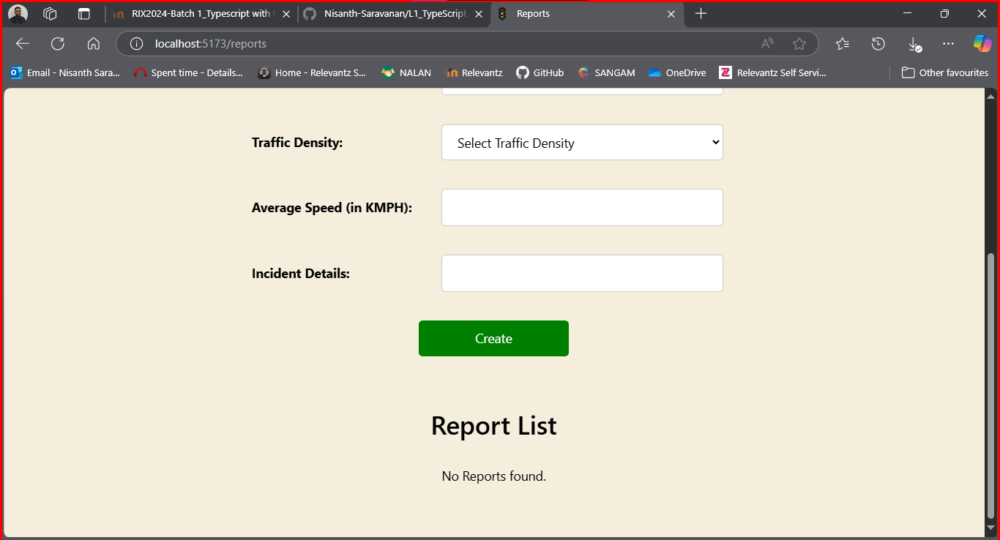 RIX2024-Batch 1_Typescript with
Nisanth-Saravanan/L1_TypeScript_
Reports
localhost:5173/reports
Email - Nisanth Sara...
Spent time - Details...
Home - Relevantz S...
NALAN
Relevantz
GitHub
SANGAM
OneDrive
Relevantz Self Servi...
Other favourites
Traffic Density:
Select Traffic Density
Average Speed (in KMPH):
Incident Details:
Create
Report List
No Reports found.